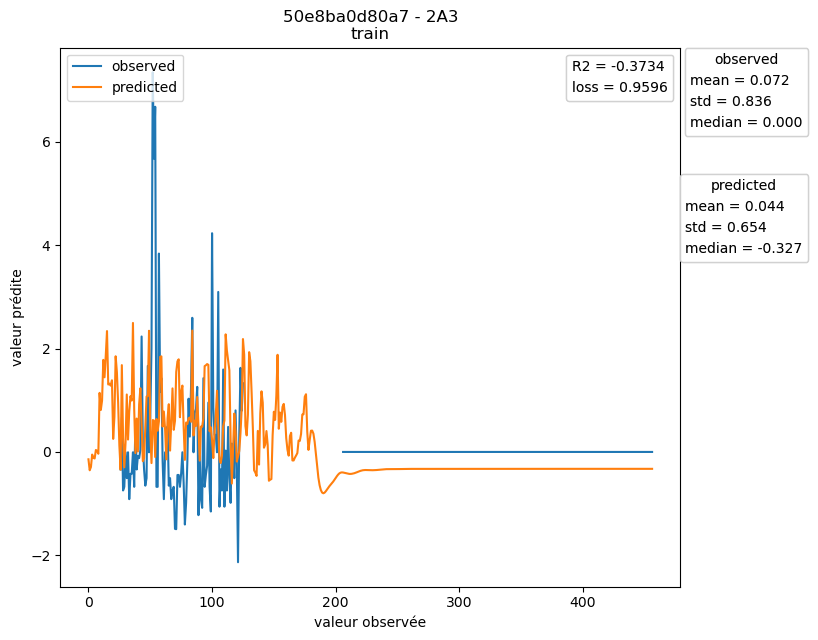 50e8ba0d80a7 - 2A3
train
observed
predicted
R2 = -0.3734
loss = 0.9596
observed
mean = 0.072
std = 0.836
median = 0.000
predicted
mean = 0.044
std = 0.654
median = -0.327
valeur prédite
6
4
2
0
−2
0 100 200 300 400
valeur observée